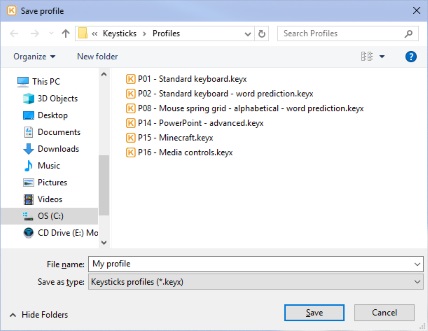 Save profile
« Keysticks › Profiles
Search Profiles
Organize
New folder
This PC
3D Objects
Desktop
Documents
Downloads
Music
Pictures
Videos
OS (C:)
CD Drive (E:) Mo
P01 - Standard keyboard.keyx
P02 - Standard keyboard - word prediction.keyx
P08 - Mouse spring grid - alphabetical - word prediction.keyx
P14 - PowerPoint - advanced.keyx
P15 - Minecraft.keyx
P16 - Media controls.keyx
File name: My profile
Save as type: Keysticks profiles (*.keyx)
Hide Folders
Save
Cancel